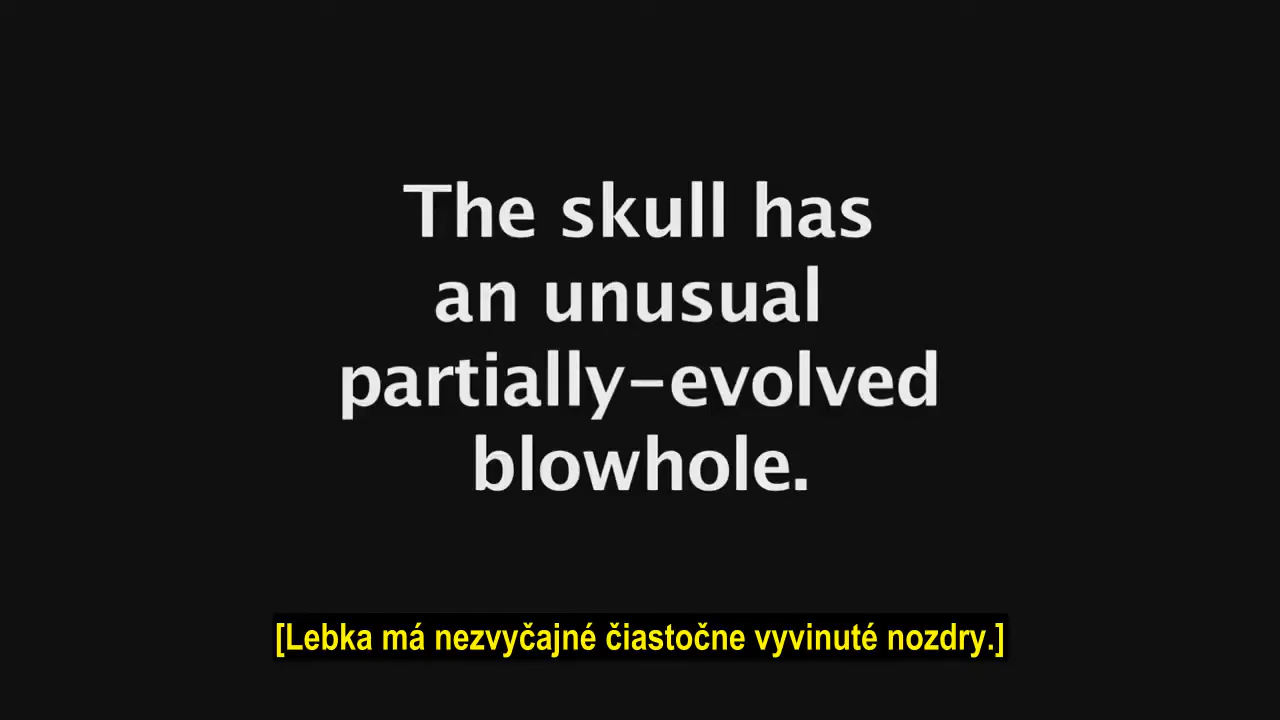 The skull has
an unusual
partially-evolved
blowhole.
[Lebka má nezvyčajné čiastočne vyvinuté nozdry.]